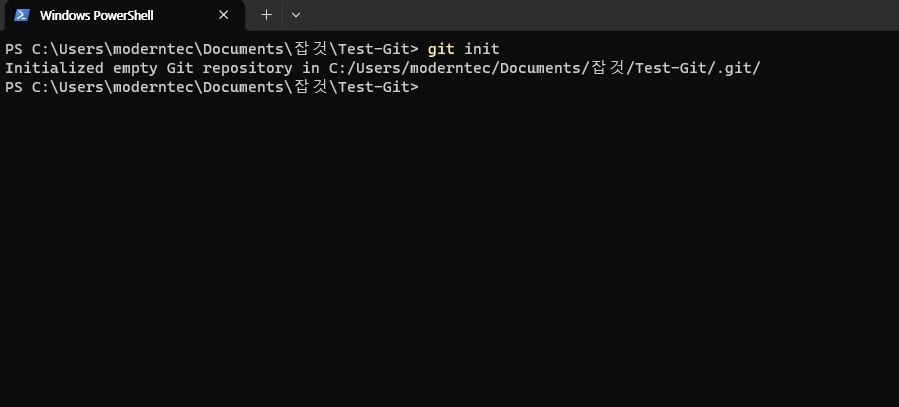 Windows PowerShell
PS C:\Users\moderntec\Documents\잡것\Test-Git> git init
Initialized empty Git repository in C:/Users/moderntec/Documents/잡것/Test-Git/.git/
PS C:\Users\moderntec\Documents\잡것\Test-Git>